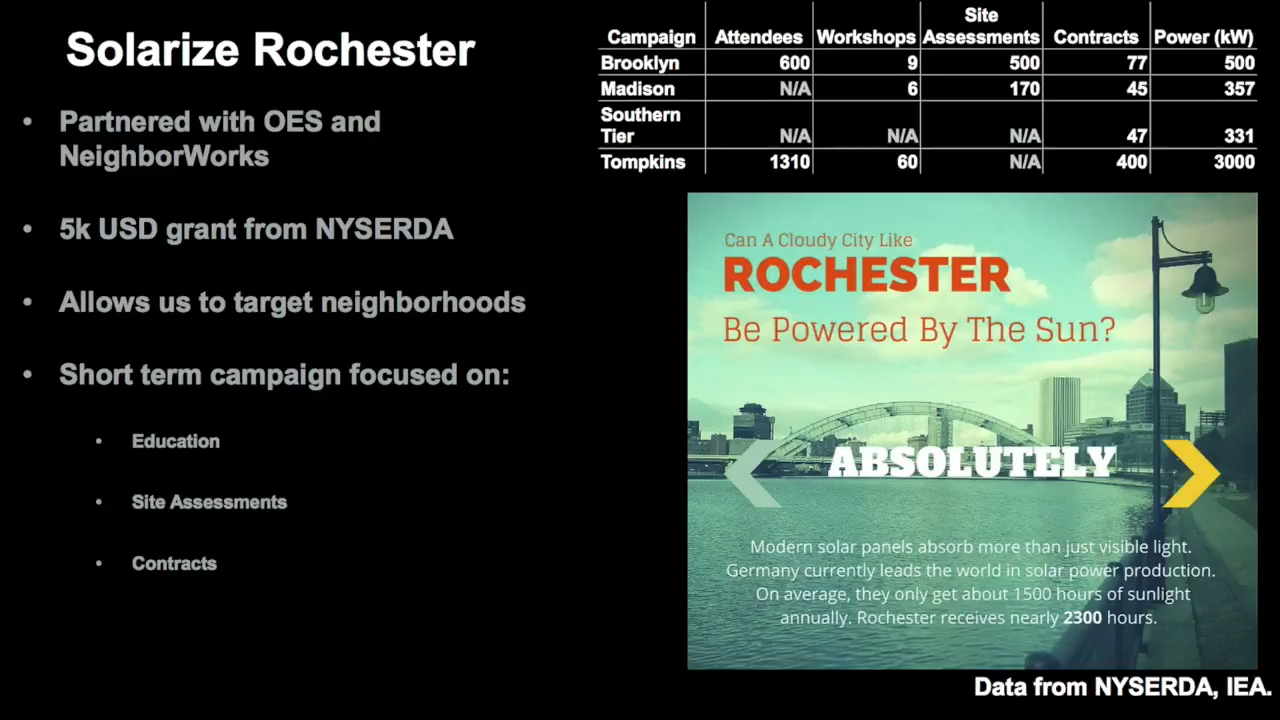 Solarize Rochester
• Partnered with OES and
NeighborWorks
• 5k USD grant from NYSERDA
• Allows us to target neighborhoods
• Short term campaign focused on:
• Education
• Site Assessments
• Contracts
Site
Campaign Attendees Workshops Assessments Contracts Power (kW)
Brooklyn 600 9 500 77 500
Madison N/A 6 170 45 357
Southern
Tier N/A N/A N/A 47 331
Tompkins 1310 60 N/A 400 3000
Can A Cloudy City Like
ROCHESTER
Be Powered By The Sun?
ABSOLUTELY
Modern solar panels absorb more than just visible light.
Germany currently leads the world in solar power production.
On average, they only get about 1500 hours of sunlight
annually. Rochester receives nearly 2300 hours.
Data from NYSERDA, IEA.